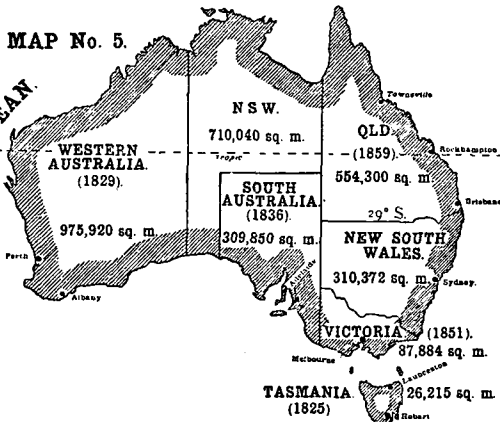 MAP No. 5.
EAN.
Townsville
N S W.
710,040 sq. m.
QLD.
(1859).
Rockhampton
WESTERN
AUSTRALIA.
(1829).
Tropic
554,300 sq. m
SOUTH
AUSTRALIA.
(1836).
309,850 sq. m.
29° S.
Brisbane
975,920 sq. m.
NEW SOUTH
WALES.
310,372 sq. m.
Perth
Albany
Adelaide
Sydney.
VICTORIA.
(1851).
87,884 sq. m.
Melbourne
Launceston
TASMANIA.
(1825)
26,215 sq. m.
Hobart